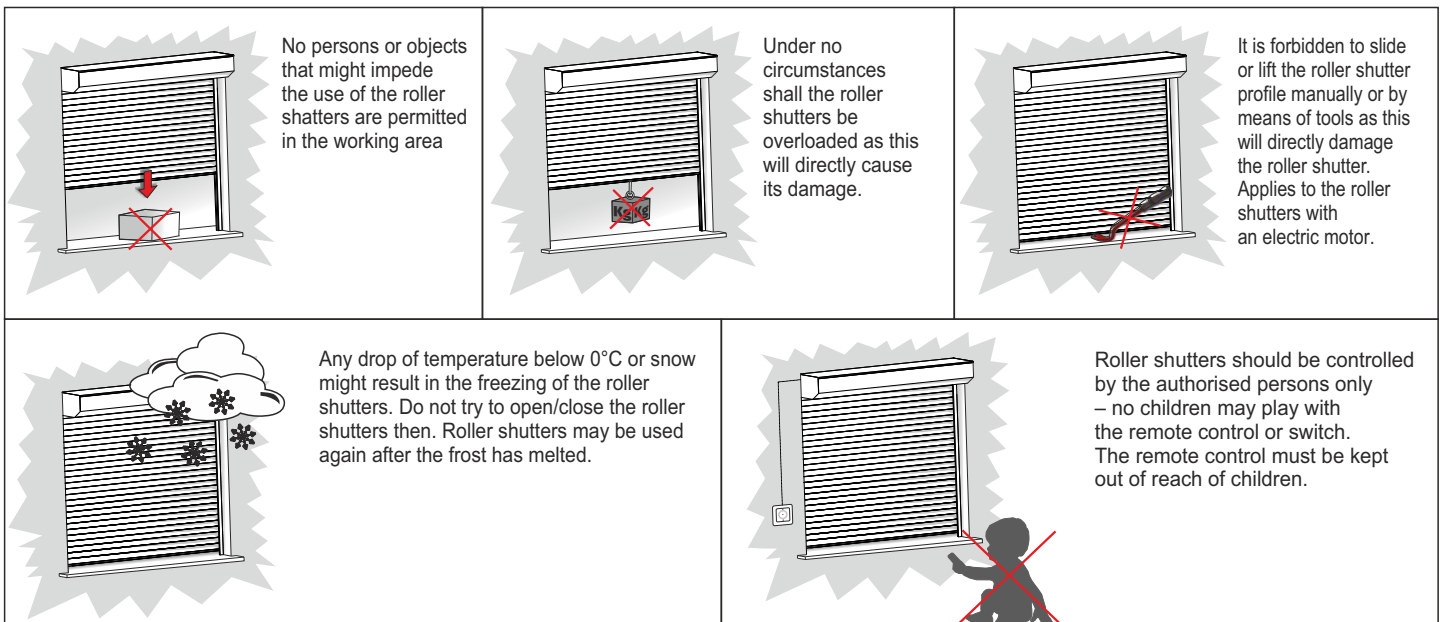 No persons or objects
that might impede
the use of the roller
shatters are permitted
in the working area
Under no
circumstances
shall the roller
shutters be
overloaded as this
will directly cause
its damage.
Kg Kg
It is forbidden to slide
or lift the roller shutter
profile manually or by
means of tools as this
will directly damage
the roller shutter.
Applies to the roller
shutters with
an electric motor.
Any drop of temperature below 0°C or snow
might result in the freezing of the roller
shutters. Do not try to open/close the roller
shutters then. Roller shutters may be used
again after the frost has melted.
Roller shutters should be controlled
by the authorised persons only
– no children may play with
the remote control or switch.
The remote control must be kept
out of reach of children.